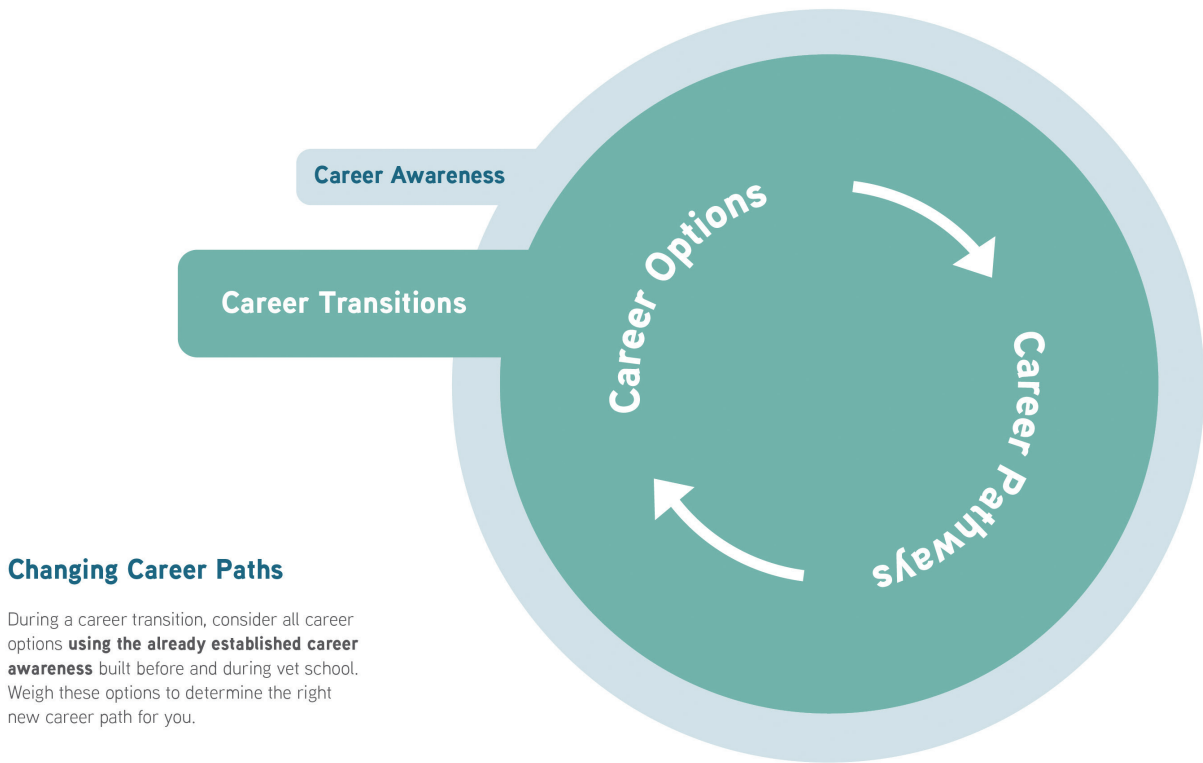 Career Awareness
Career Transitions
Career Options
Career Pathways
Changing Career Paths
During a career transition, consider all career
options using the already established career
awareness built before and during vet school.
Weigh these options to determine the right
new career path for you.